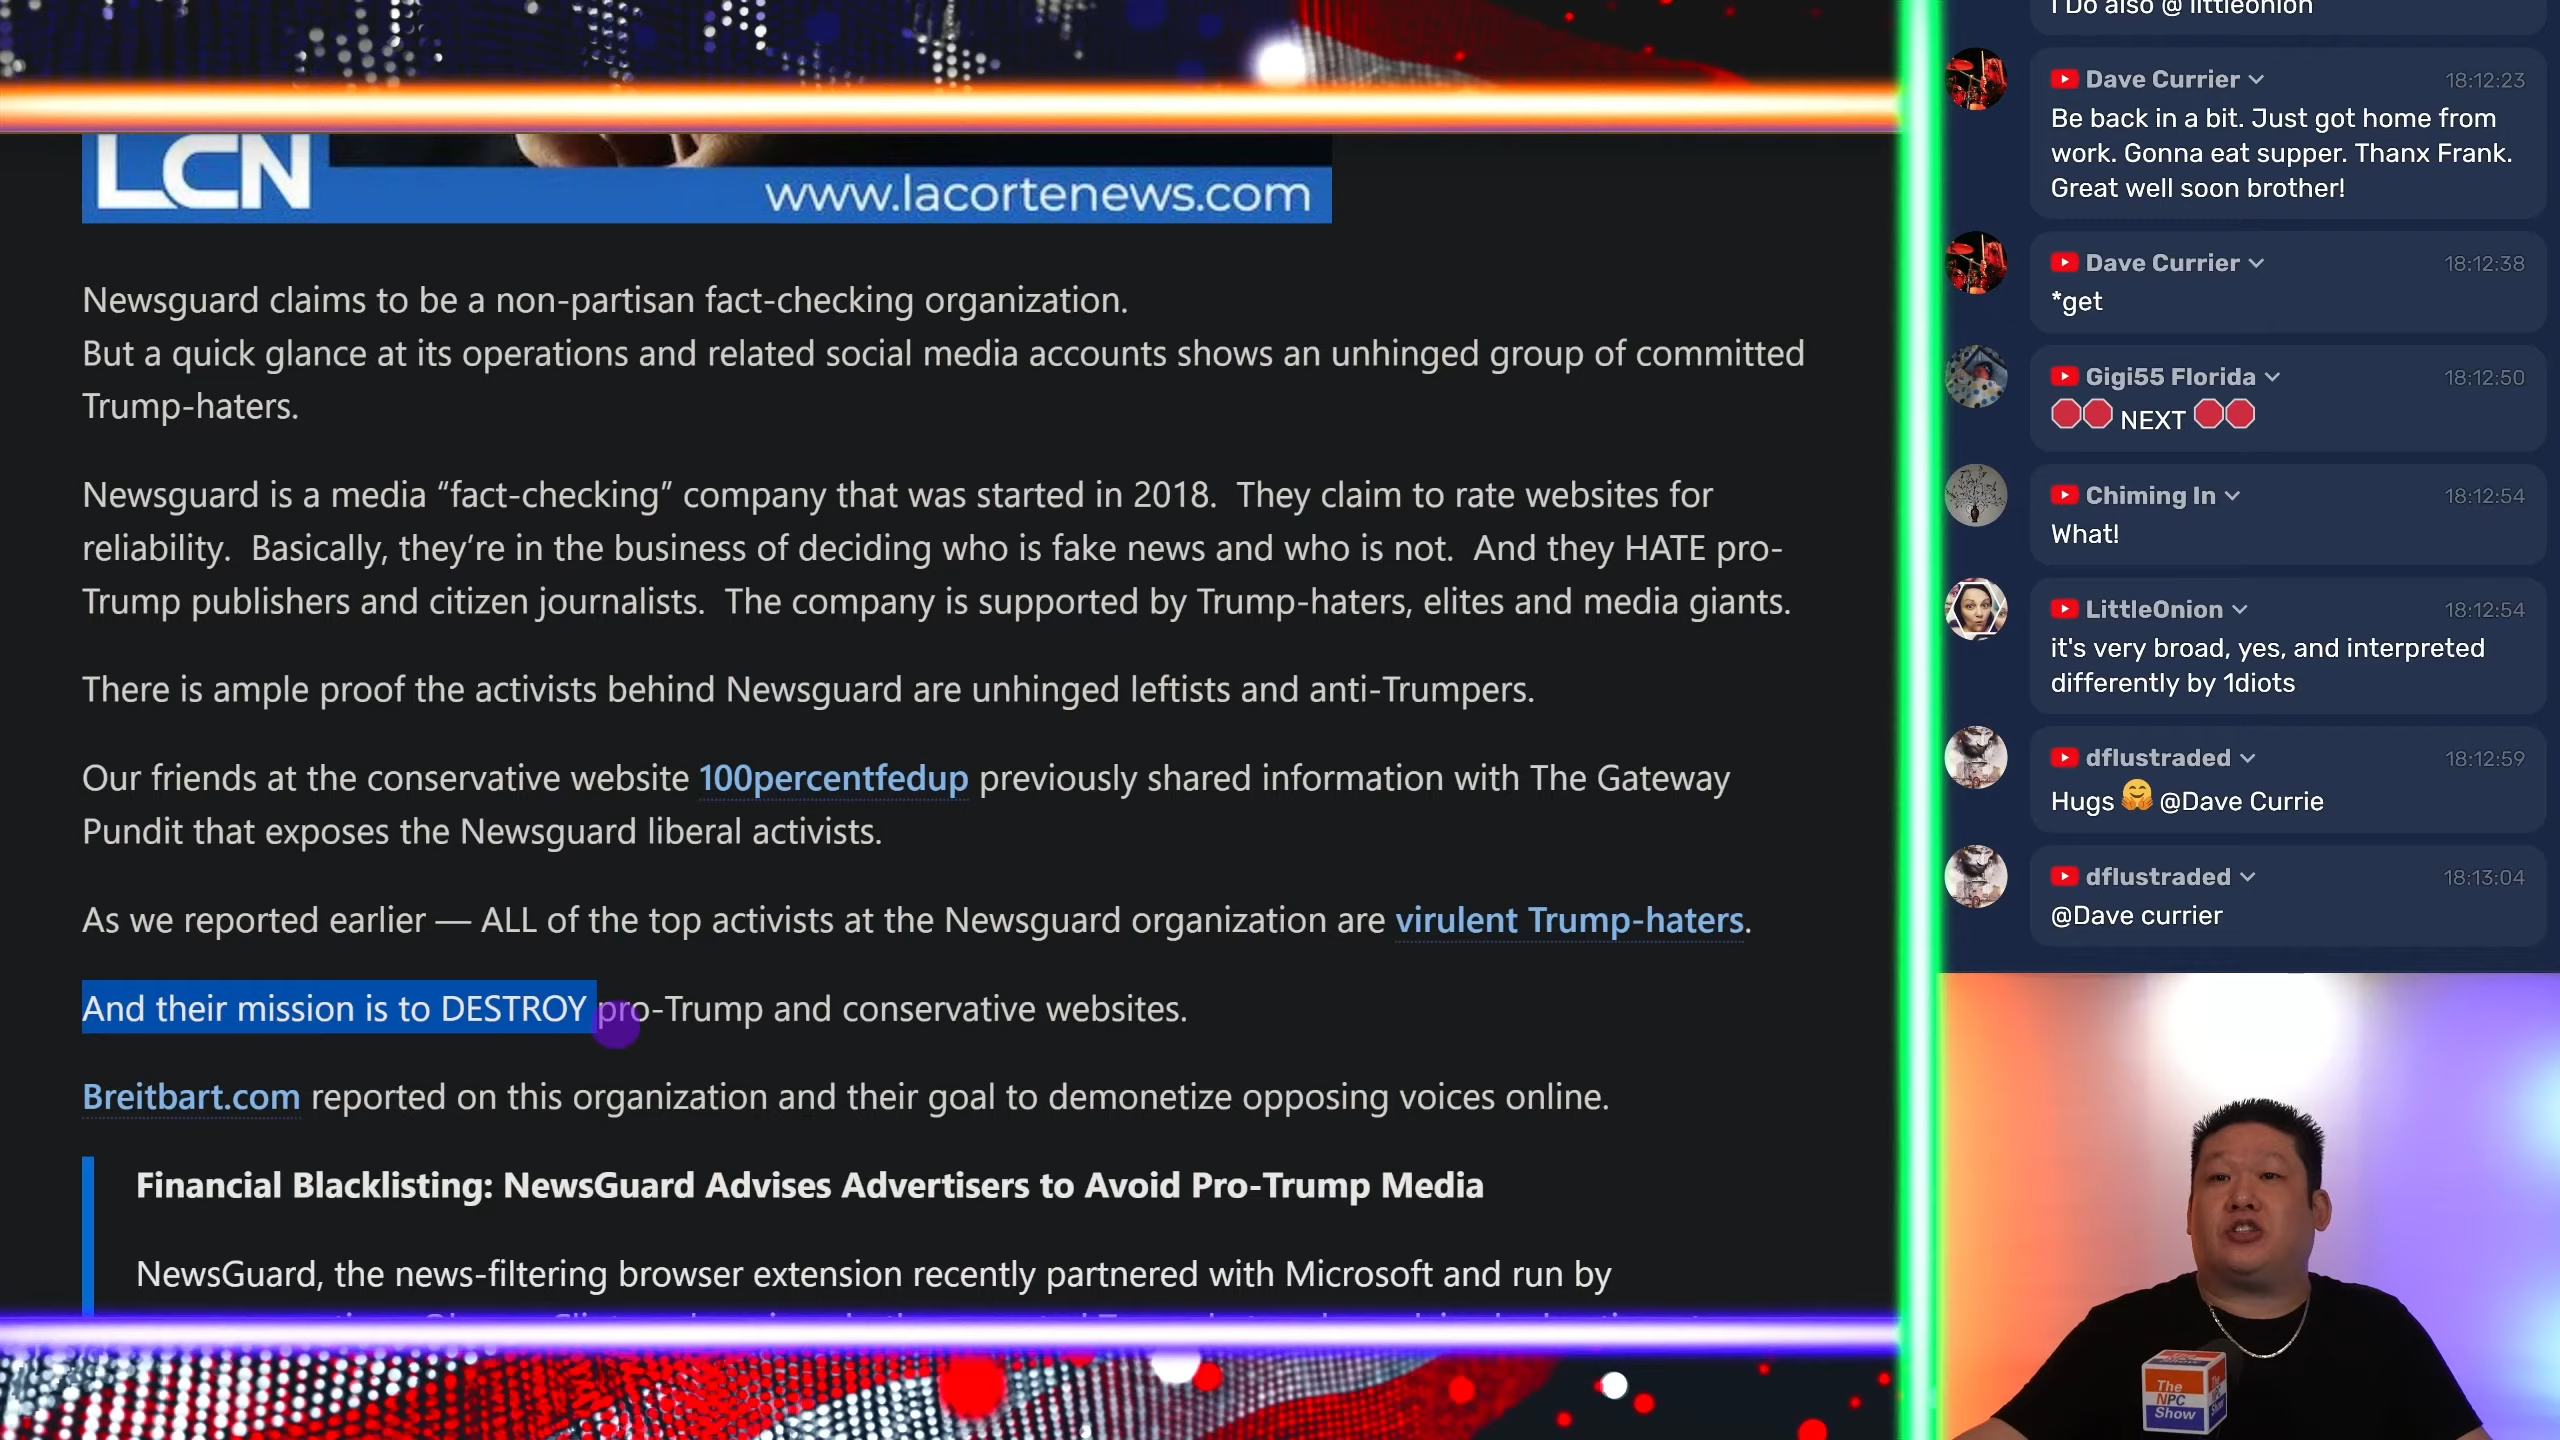 LCN
www.lacortenews.com
Newsguard claims to be a non-partisan fact-checking organization.
But a quick glance at its operations and related social media accounts shows an unhinged group of committed
Trump-haters.
Newsguard is a media “fact-checking” company that was started in 2018.  They claim to rate websites for
reliability.  Basically, they’re in the business of deciding who is fake news and who is not.  And they HATE pro-
Trump publishers and citizen journalists.  The company is supported by Trump-haters, elites and media giants.
There is ample proof the activists behind Newsguard are unhinged leftists and anti-Trumpers.
Our friends at the conservative website 100percentfedup previously shared information with The Gateway
Pundit that exposes the Newsguard liberal activists.
As we reported earlier — ALL of the top activists at the Newsguard organization are virulent Trump-haters.
And their mission is to DESTROY pro-Trump and conservative websites.
Breitbart.com reported on this organization and their goal to demonetize opposing voices online.
Financial Blacklisting: NewsGuard Advises Advertisers to Avoid Pro-Trump Media
NewsGuard, the news-filtering browser extension recently partnered with Microsoft and run by
I Do also @ littleonion
Dave Currier 18:12:23
Be back in a bit. Just got home from
work. Gonna eat supper. Thanx Frank.
Great well soon brother!
Dave Currier 18:12:38
*get
Gigi55 Florida 18:12:50
🛑🛑 NEXT 🛑🛑
Chiming In 18:12:54
What!
LittleOnion 18:12:54
it's very broad, yes, and interpreted
differently by 1diots
dflustraded 18:12:59
Hugs 🤗 @Dave Currie
dflustraded 18:13:04
@Dave currier
The
NPC
Show